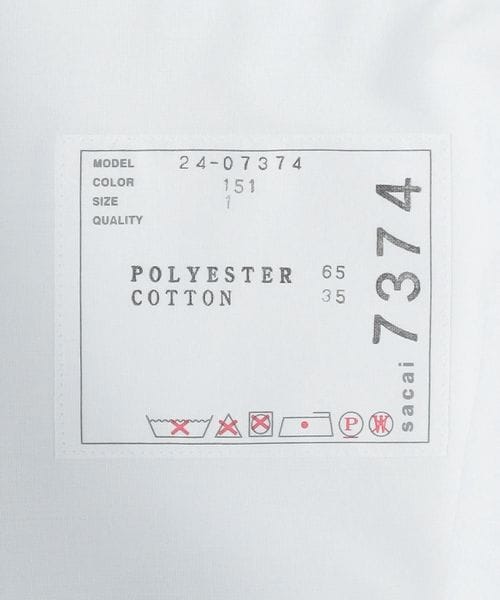 MODEL 24-07374
COLOR 151
SIZE 1
QUALITY
POLYESTER 65
COTTON 35
P
W
sacai 7374